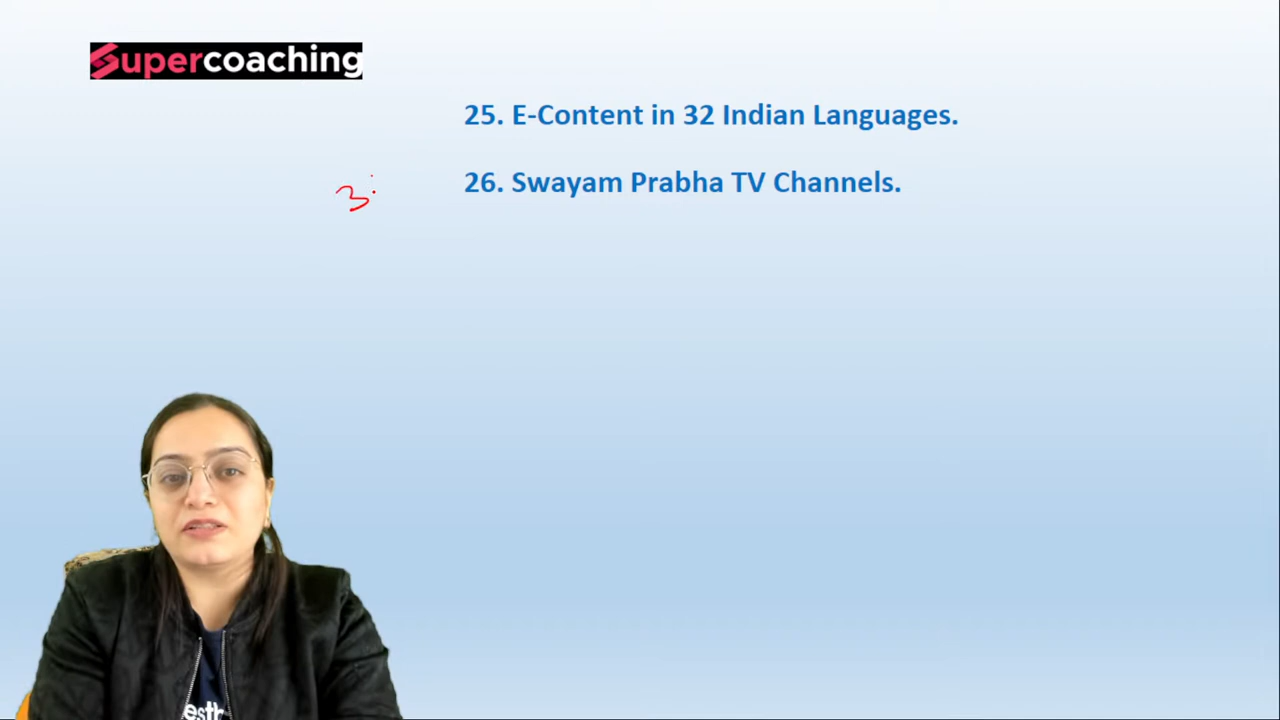 Supercoaching
25. E-Content in 32 Indian Languages.
26. Swayam Prabha TV Channels.
3